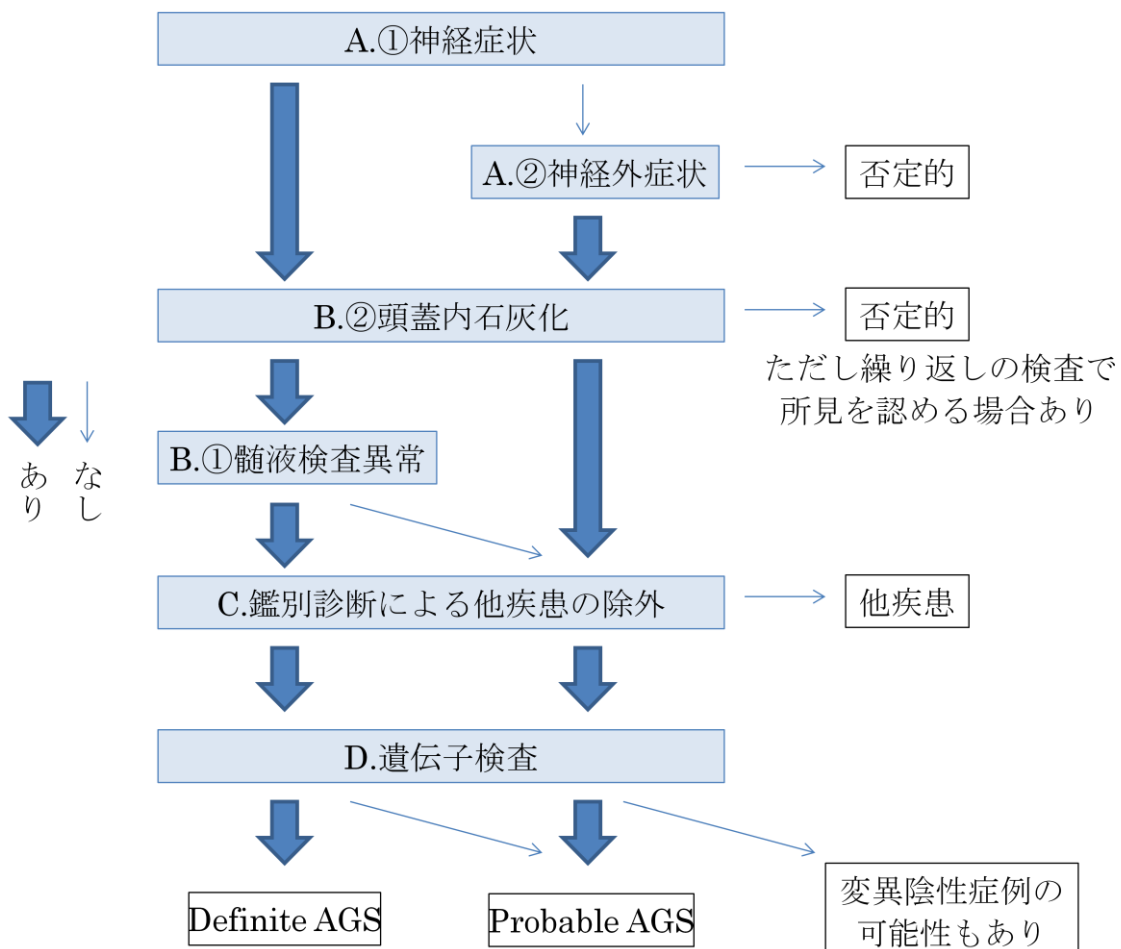 A.①神経症状
A.②神経外症状
否定的
B.②頭蓋内石灰化
否定的
ただし繰り返しの検査で
所見を認める場合あり
あり
なし
B.①髄液検査異常
C.鑑別診断による他疾患の除外
他疾患
D.遺伝子検査
Definite AGS
Probable AGS
変異陰性症例の
可能性もあり